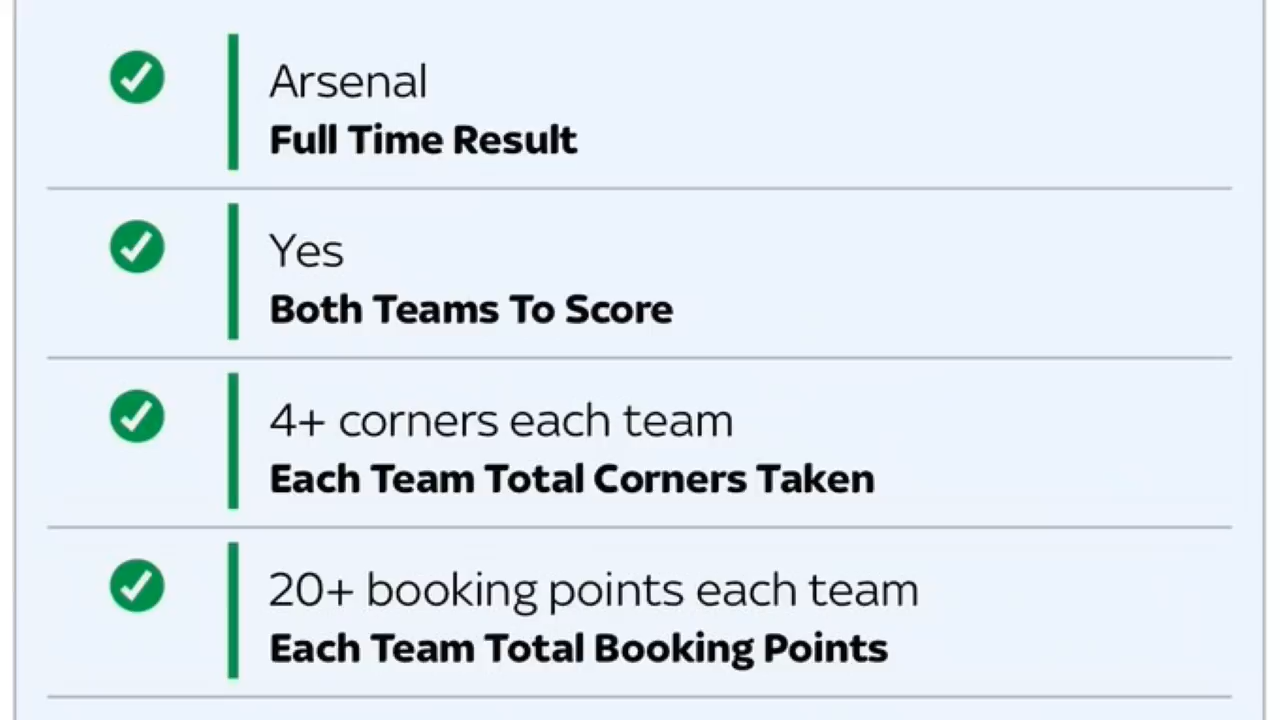 Arsenal
Full Time Result
Yes
Both Teams To Score
4+ corners each team
Each Team Total Corners Taken
20+ booking points each team
Each Team Total Booking Points